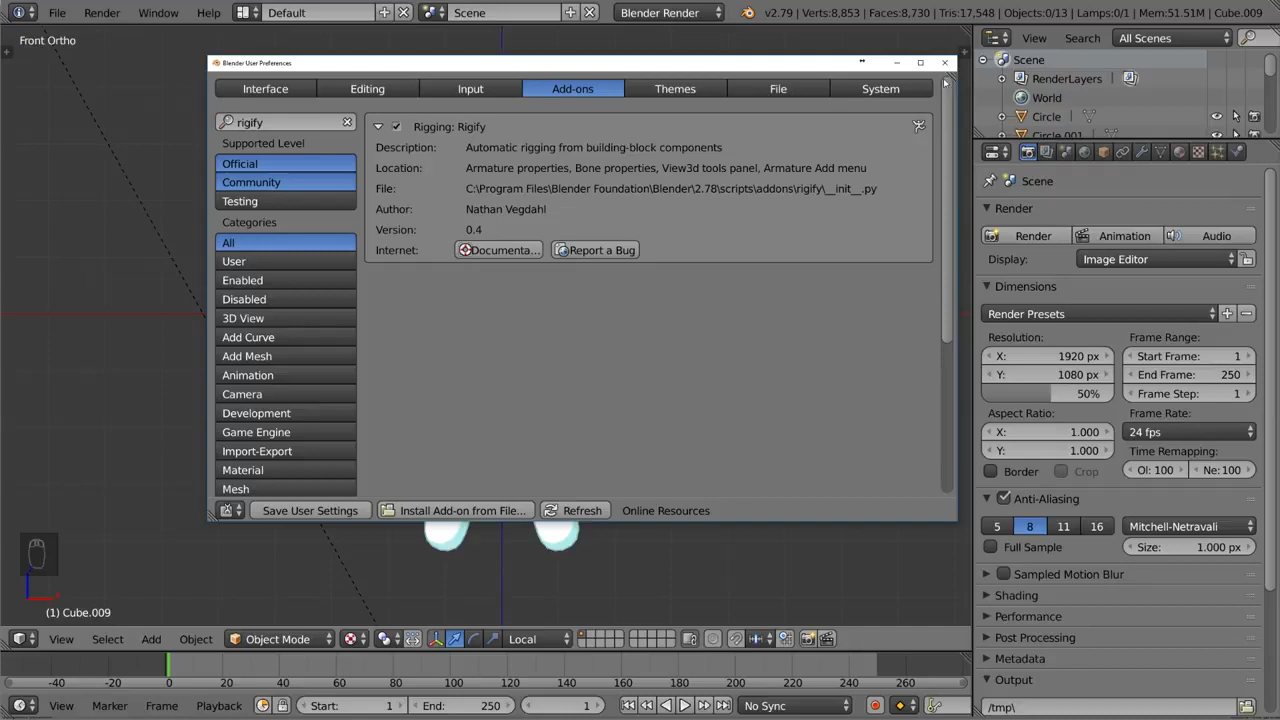 File Render Window Help Default Scene Blender Render v2.79 | Verts:8,853 | Faces:8,730 | Tris:17,548 | Objects:0/13 | Lamps:0/1 | Mem:51.51M | Cube.009
Front Ortho
View Search All Scenes
Blender User Preferences
Scene
RenderLayers
World
Circle
Circle.001
Interface Editing Input Add-ons Themes File System
rigify
Supported Level
Official
Community
Testing
Categories
All
User
Enabled
Disabled
3D View
Add Curve
Add Mesh
Animation
Camera
Development
Game Engine
Import-Export
Material
Mesh
Rigging: Rigify
Description: Automatic rigging from building-block components
Location: Armature properties, Bone properties, View3d tools panel, Armature Add menu
File: C:\Program Files\Blender Foundation\Blender\2.78\scripts\addons\rigify\__init__.py
Author: Nathan Vegdahl
Version: 0.4
Internet: Documenta... Report a Bug
Save User Settings Install Add-on from File... Refresh Online Resources
Scene
Render
Render Animation Audio
Display: Image Editor
Dimensions
Render Presets
Resolution: Frame Range:
X: 1920 px Start Frame: 1
Y: 1080 px End Frame: 250
50% Frame Step: 1
Aspect Ratio: Frame Rate:
X: 1.000 24 fps
Y: 1.000 Time Remapping:
Border Crop Ol: 100 Ne: 100
Anti-Aliasing
5 8 11 16 Mitchell-Netravali
Full Sample Size: 1.000 px
Sampled Motion Blur
Shading
Performance
Post Processing
Metadata
Output
/tmp\
(1) Cube.009
View Select Add Object Object Mode Local
-40 -20 0 20 40 60 80 100 120 140 160 180 200 220 240 260
View Marker Frame Playback Start: 1 End: 250 1 No Sync